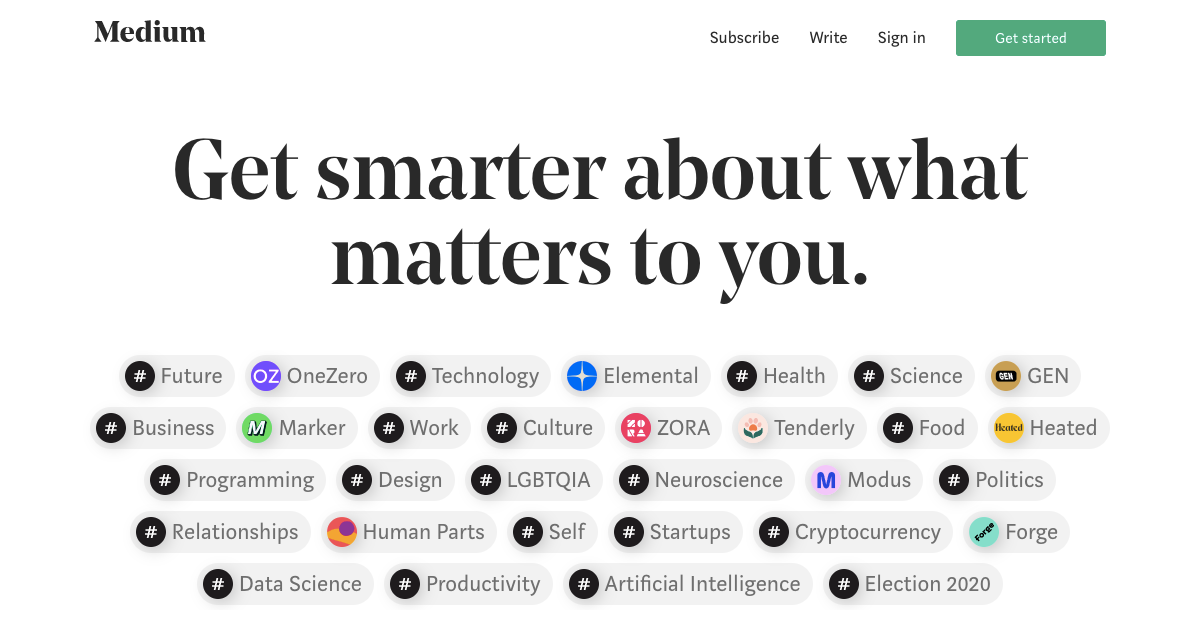 Medium
Subscribe Write Sign in Get started
Get smarter about what
matters to you.
# Future OZ OneZero # Technology Elemental # Health # Science GEN GEN
# Business M Marker # Work # Culture ZORA ZORA Tenderly # Food Heated Heated
# Programming # Design # LGBTQIA # Neuroscience M Modus # Politics
# Relationships Human Parts # Self # Startups # Cryptocurrency Forge Forge
# Data Science # Productivity # Artificial Intelligence # Election 2020